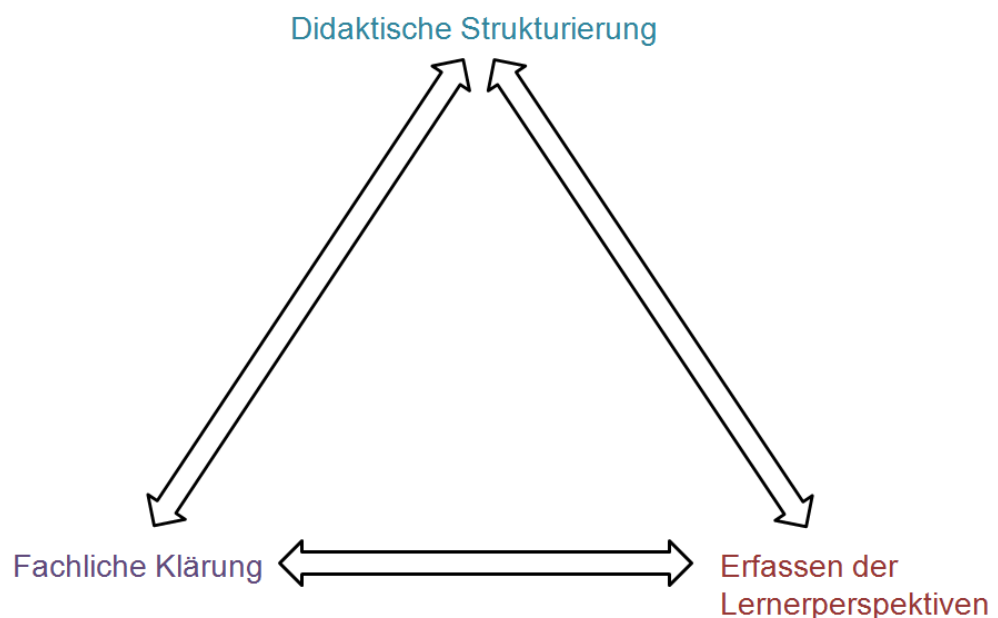 Didaktische Strukturierung
Fachliche Klärung
Erfassen der
Lernerperspektiven